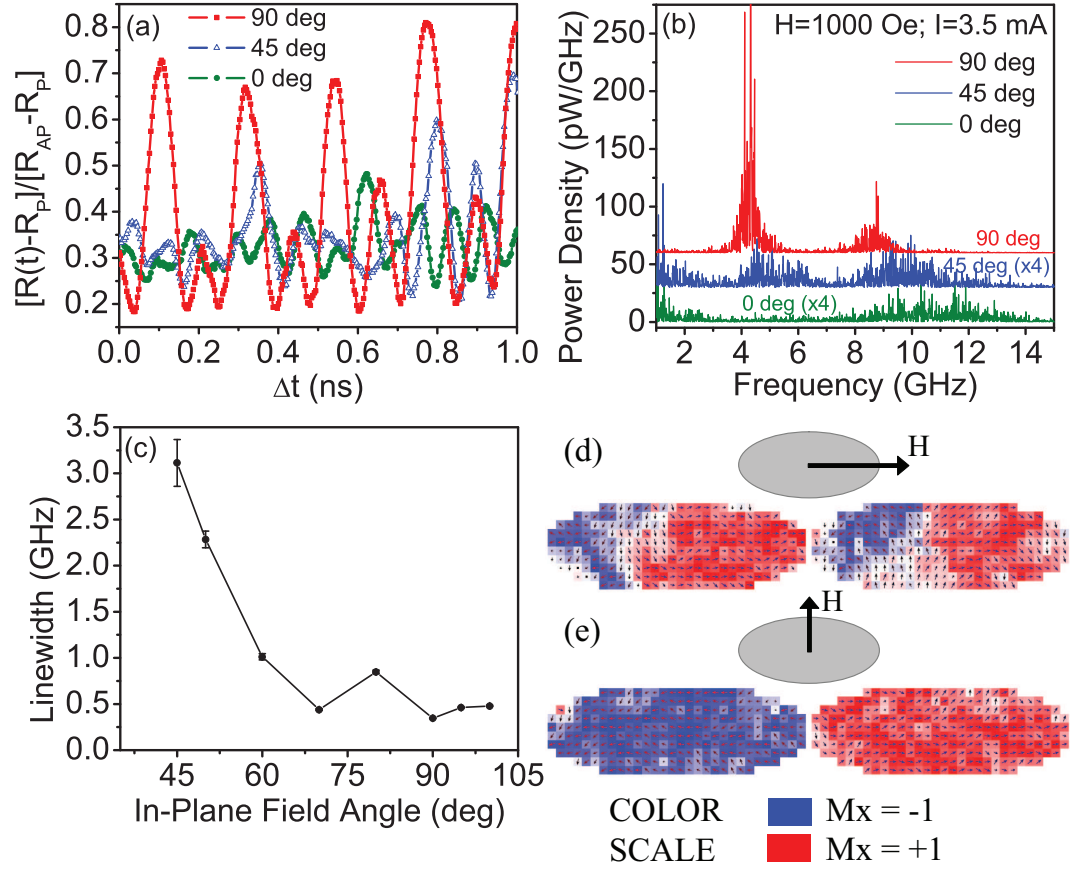 (a)
90 deg
45 deg
0 deg
[R(t)-R_P]/[R_AP-R_P]
0.8
0.7
0.6
0.5
0.4
0.3
0.2
0.0 0.2 0.4 0.6 0.8 1.0
Δt (ns)
(b) H=1000 Oe; I=3.5 mA
90 deg
45 deg
0 deg
Power Density (pW/GHz)
250
200
150
100
50
0
90 deg
45 deg (x4)
0 deg (x4)
2 4 6 8 10 12 14
Frequency (GHz)
(c)
Linewidth (GHz)
3.5
3.0
2.5
2.0
1.5
1.0
0.5
0.0
45 60 75 90 105
In-Plane Field Angle (deg)
(d)
H
(e)
H
COLOR Mx = -1
SCALE Mx = +1